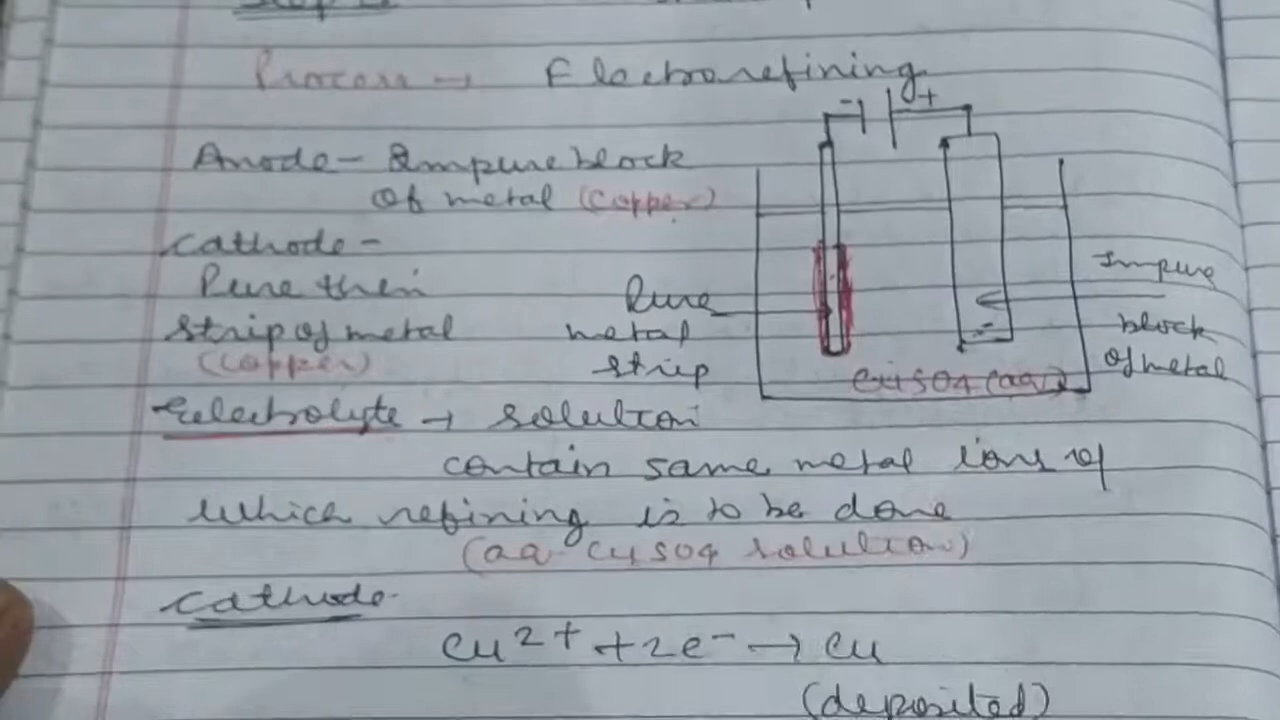 Process → Electrorefining
- +
Anode - Impure block
of metal (Copper)
Cathode -
Pure thin
strip of metal
(Copper)
Pure
metal
strip
Impure
block
of metal
CuSO4 (aq)
Electrolyte → solution
contain same metal ions of
which refining is to be done
(aq CuSO4 solution)
Cathode-
Cu2+ + 2e- → Cu
(deposited)